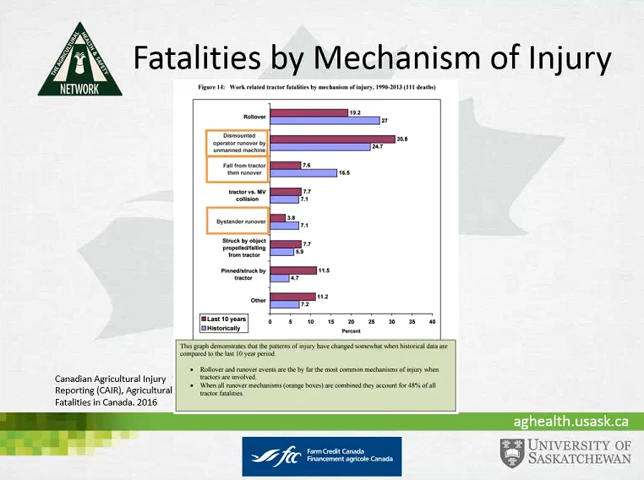 THE AGRICULTURAL HEALTH & SAFETY
NETWORK
Fatalities by Mechanism of Injury
Figure 14: Work related tractor fatalities by mechanism of injury, 1990-2013 (111 deaths)
Rollover
19.2
27
Dismounted
operator runover by
unmanned machine
30.8
24.7
Fall from tractor
then runover
7.6
16.5
tractor vs. MV
collision
7.7
7.1
Bystander runover
3.8
7.1
Struck by object
propelled/falling
from tractor
7.7
5.9
Pinned/struck by
tractor
11.5
4.7
Other
11.2
7.2
Last 10 years
Historically
0 5 10 15 20 25 30 35 40
Percent
This graph demonstrates that the patterns of injury have changed somewhat when historical data are
compared to the last 10 year period.
• Rollover and runover events are the by far the most common mechanisms of injury when
tractors are involved.
• When all runover mechanisms (orange boxes) are combined they account for 48% of all
tractor fatalities.
Canadian Agricultural Injury
Reporting (CAIR), Agricultural
Fatalities in Canada. 2016
aghealth.usask.ca
fcc
Farm Credit Canada
Financement agricole Canada
UNIVERSITY OF
SASKATCHEWAN